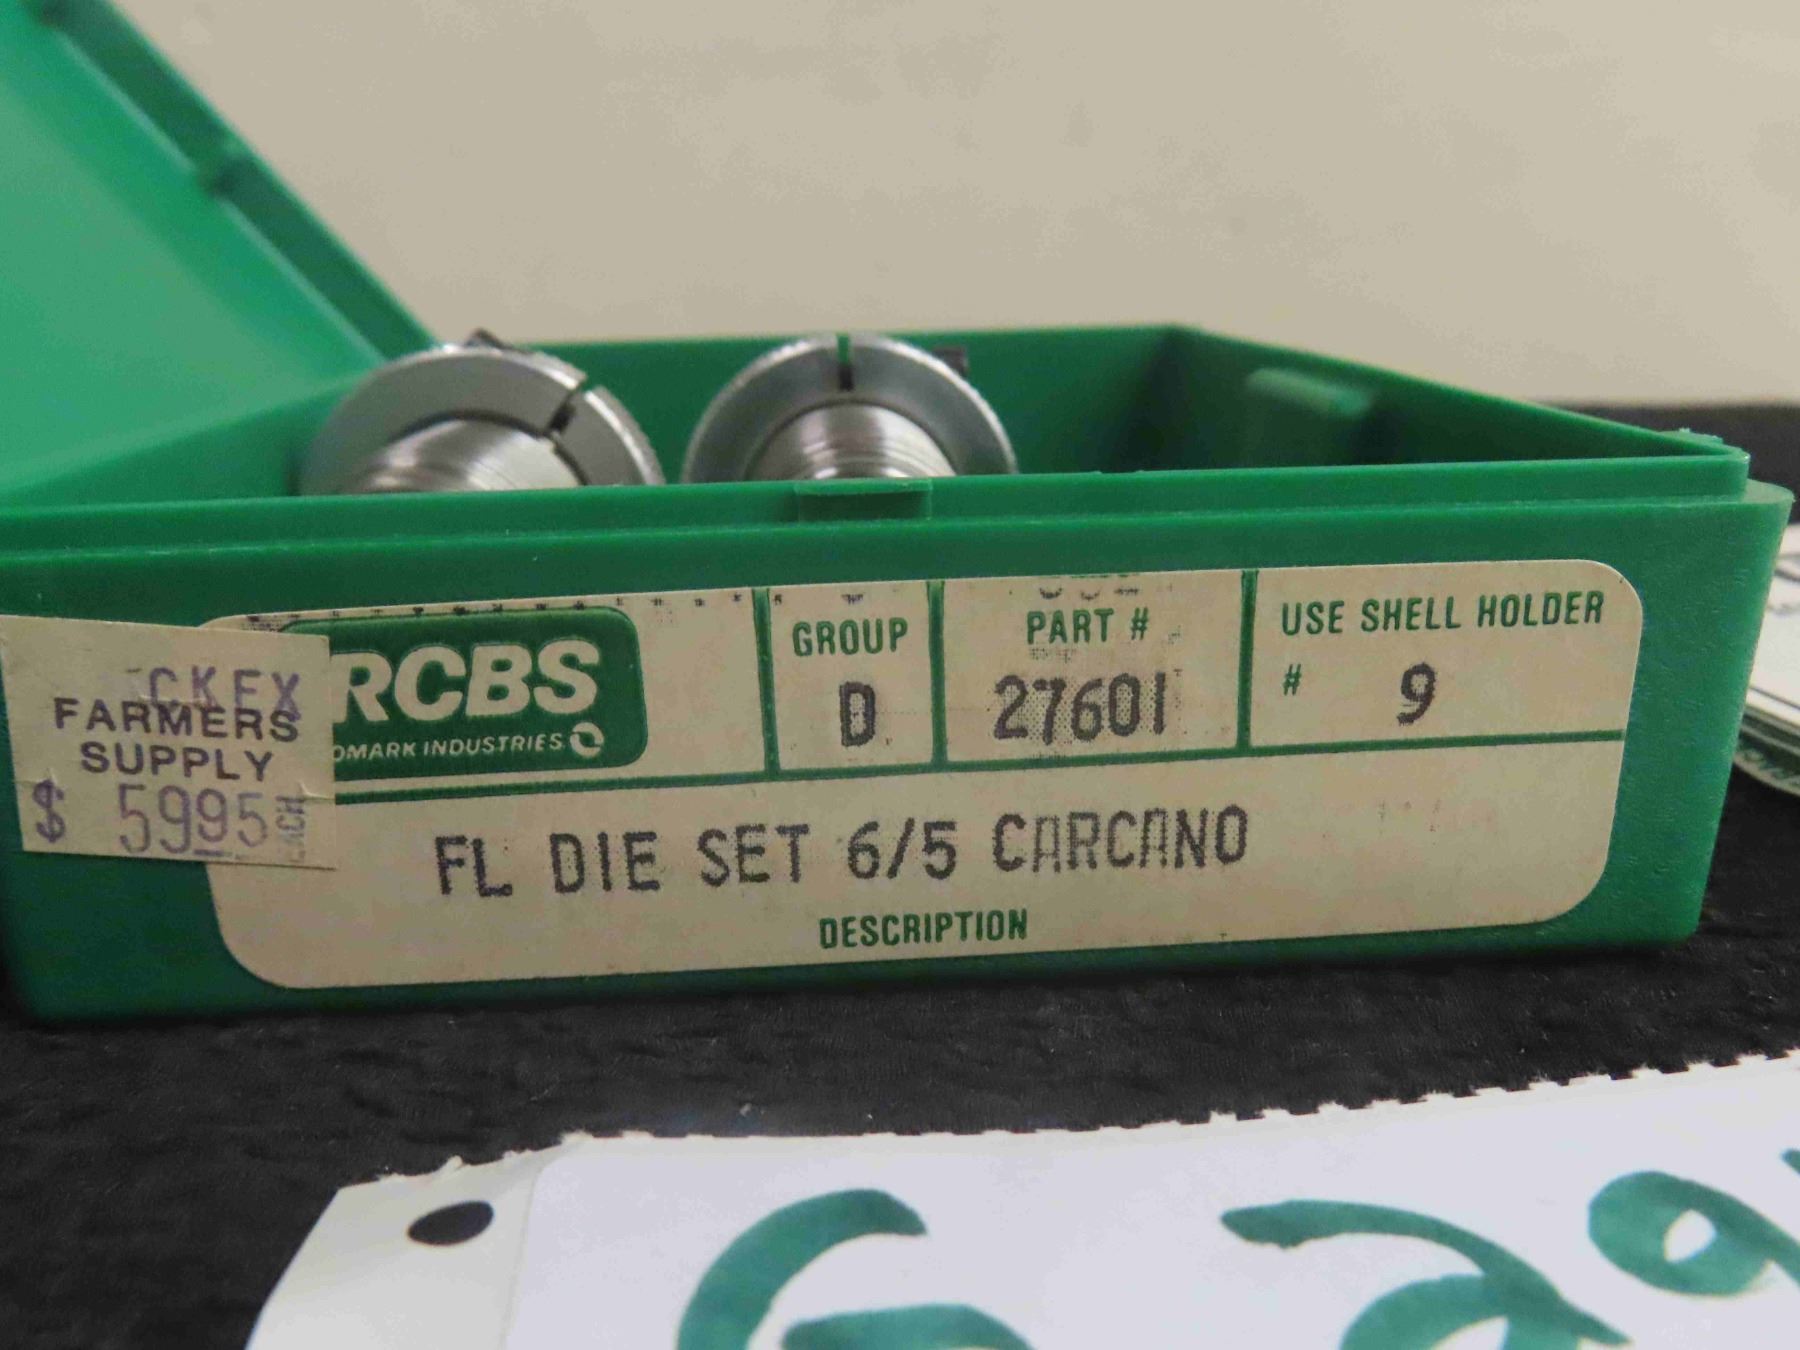 CKFX
FARMERS
SUPPLY
$ 5995 EACH
RCBS
OMARK INDUSTRIES
GROUP
D
PART #
27601
USE SHELL HOLDER
# 9
FL DIE SET 6/5 CARCANO
DESCRIPTION